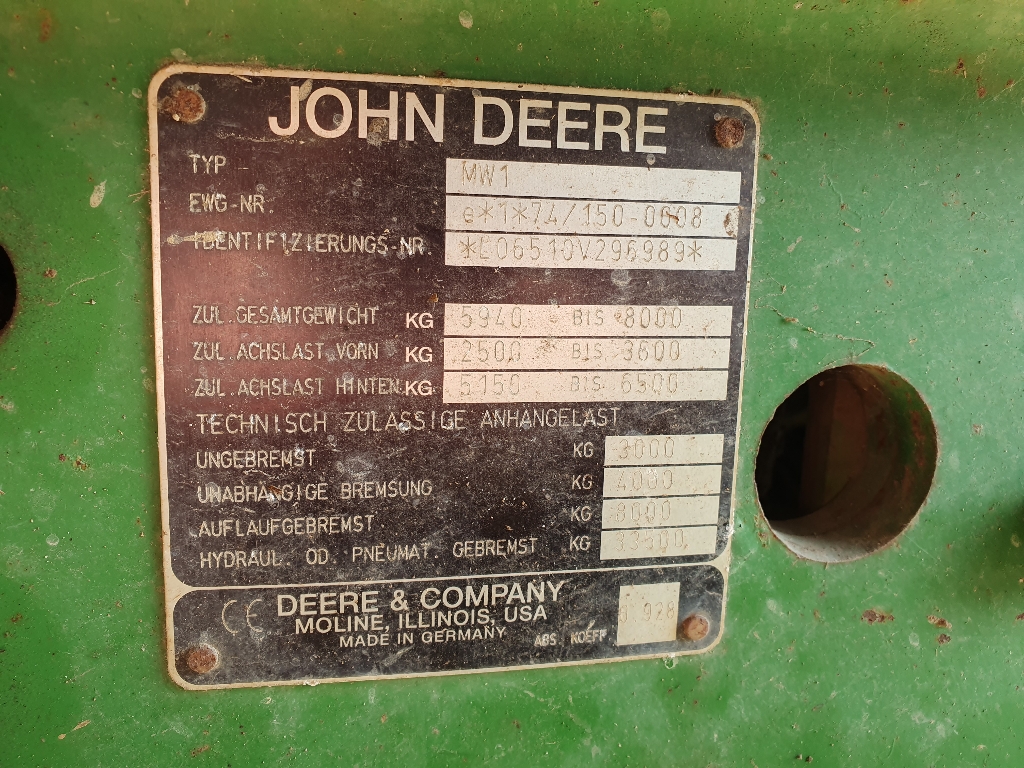 JOHN DEERE
TYP MW1
EWG-NR. e*1*74/150-0008
IDENTIFIZIERUNGS-NR. *L06510V296989*
ZUL.GESAMTGEWICHT KG 5940 BIS 8000
ZUL.ACHSLAST VORN KG 2500 BIS 3600
ZUL.ACHSLAST HINTEN KG 5150 BIS 6500
TECHNISCH ZULASSIGE ANHANGELAST
UNGEBREMST KG 3000
UNABHANGIGE BREMSUNG KG 4000
AUFLAUFGEBREMST KG 8000
HYDRAUL. OD. PNEUMAT. GEBREMST KG
CE DEERE & COMPANY
MOLINE, ILLINOIS, USA
MADE IN GERMANY ABS. KOEFF